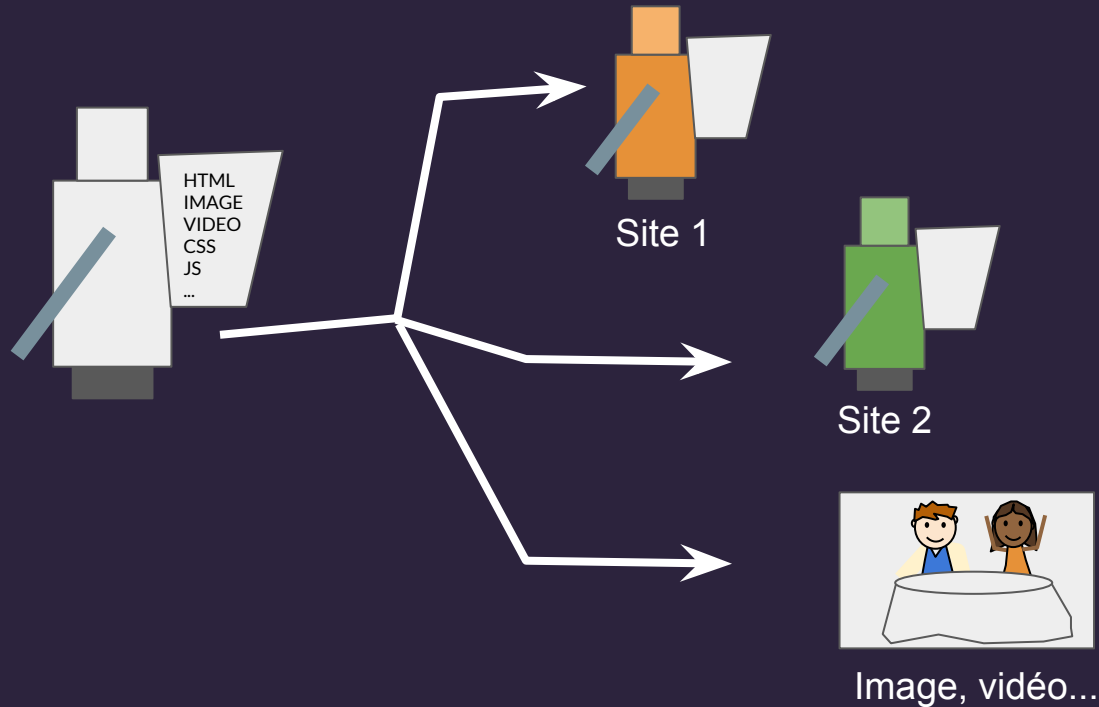 HTML
IMAGE
VIDEO
CSS
JS
...
Site 1
Site 2
Image, vidéo...